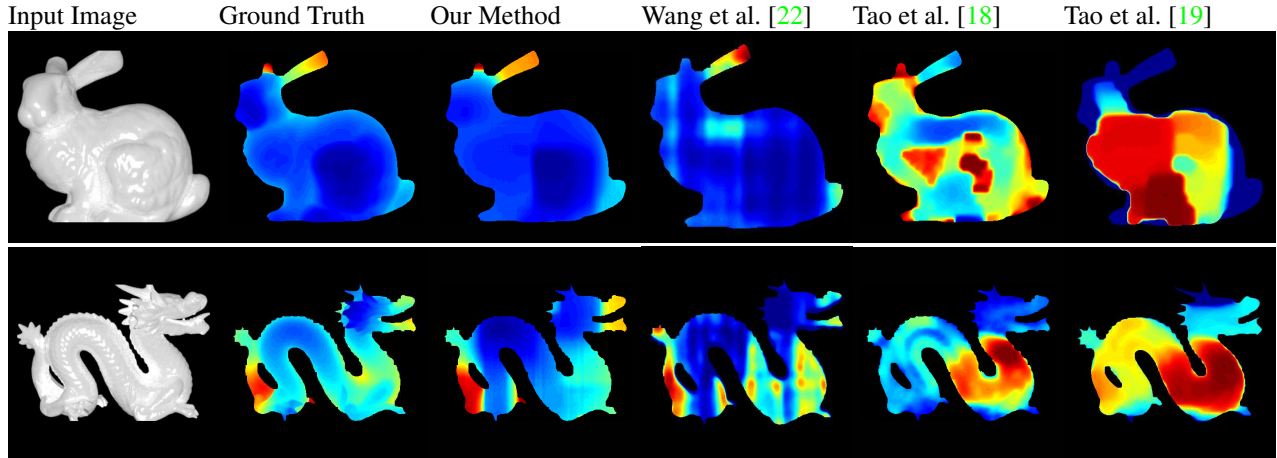 Input Image Ground Truth Our Method Wang et al. [22] Tao et al. [18] Tao et al. [19]